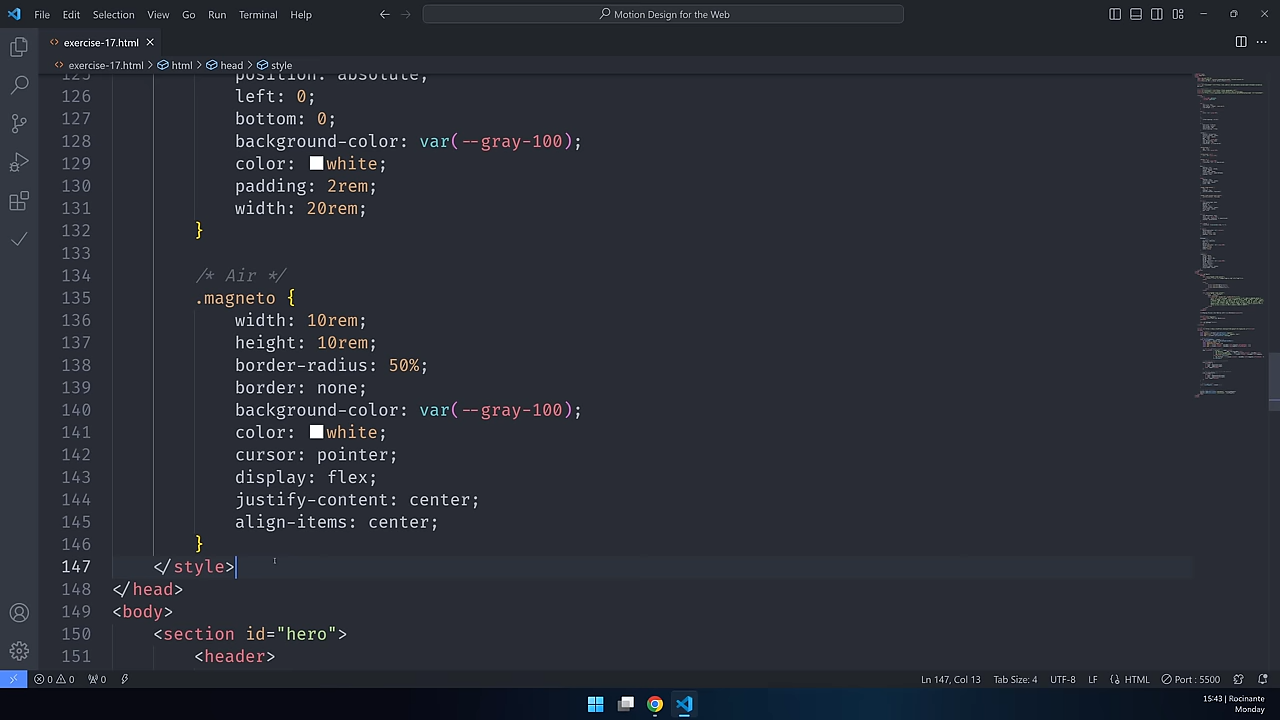 File Edit Selection View Go Run Terminal Help
Motion Design for the Web
exercise-17.html
exercise-17.html > html > head > style
125 position: absolute;
126 left: 0;
127 bottom: 0;
128 background-color: var(--gray-100);
129 color: white;
130 padding: 2rem;
131 width: 20rem;
132 }
133
134 /* Air */
135 .magneto {
136 width: 10rem;
137 height: 10rem;
138 border-radius: 50%;
139 border: none;
140 background-color: var(--gray-100);
141 color: white;
142 cursor: pointer;
143 display: flex;
144 justify-content: center;
145 align-items: center;
146 }
147 </style>
148 </head>
149 <body>
150 <section id="hero">
151 <header>
0 0 0 Ln 147, Col 13 Tab Size: 4 UTF-8 LF HTML Port : 5500
15:43 | Rocinante
Monday